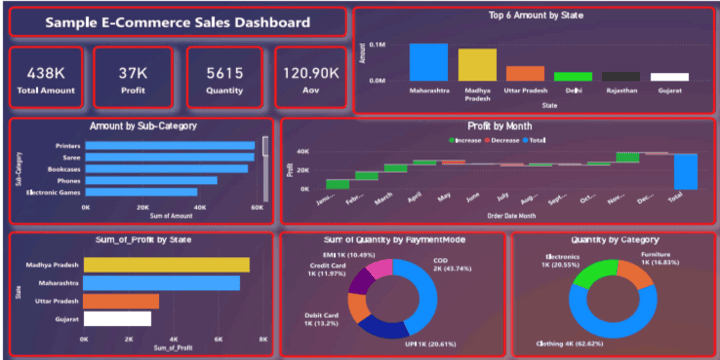 Sample E-Commerce Sales Dashboard
438K
Total Amount
37K
Profit
5615
Quantity
120.90K
Aov
Top 6 Amount by State
Amount
0.1M
0.0M
Maharashtra
Madhya
Pradesh
Uttar Pradesh
Delhi
Rajasthan
Gujarat
State
Amount by Sub-Category
Sub-Category
Printers
Saree
Bookcases
Phones
Electronic Games
0K
20K
40K
60K
Sum of Amount
Profit by Month
Increase
Decrease
Total
Profit
40K
20K
0K
Janu...
Febr...
March
April
May
June
July
Aug...
Sept...
Oct...
Nov...
Dec...
Total
Order Date Month
Sum_of_Profit by State
State
Madhya Pradesh
Maharashtra
Uttar Pradesh
Gujarat
0K
2K
4K
6K
8K
Sum_of_Profit
Sum of Quantity by PaymentMode
EMI 1K (10.49%)
Credit Card
1K (11.97%)
Debit Card
1K (13.2%)
COD
2K (43.74%)
UPI 1K (20.61%)
Quantity by Category
Electronics
1K (20.55%)
Furniture
1K (16.83%)
Clothing 4K (62.62%)